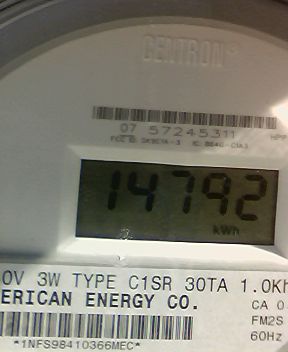 CENTRON®
07 57245311
14792
kWh
0V 3W TYPE C1SR 30TA 1.0Kh
ERICAN ENERGY CO.
CA 0
FM2S
60Hz
*1NFS98410366MEC*